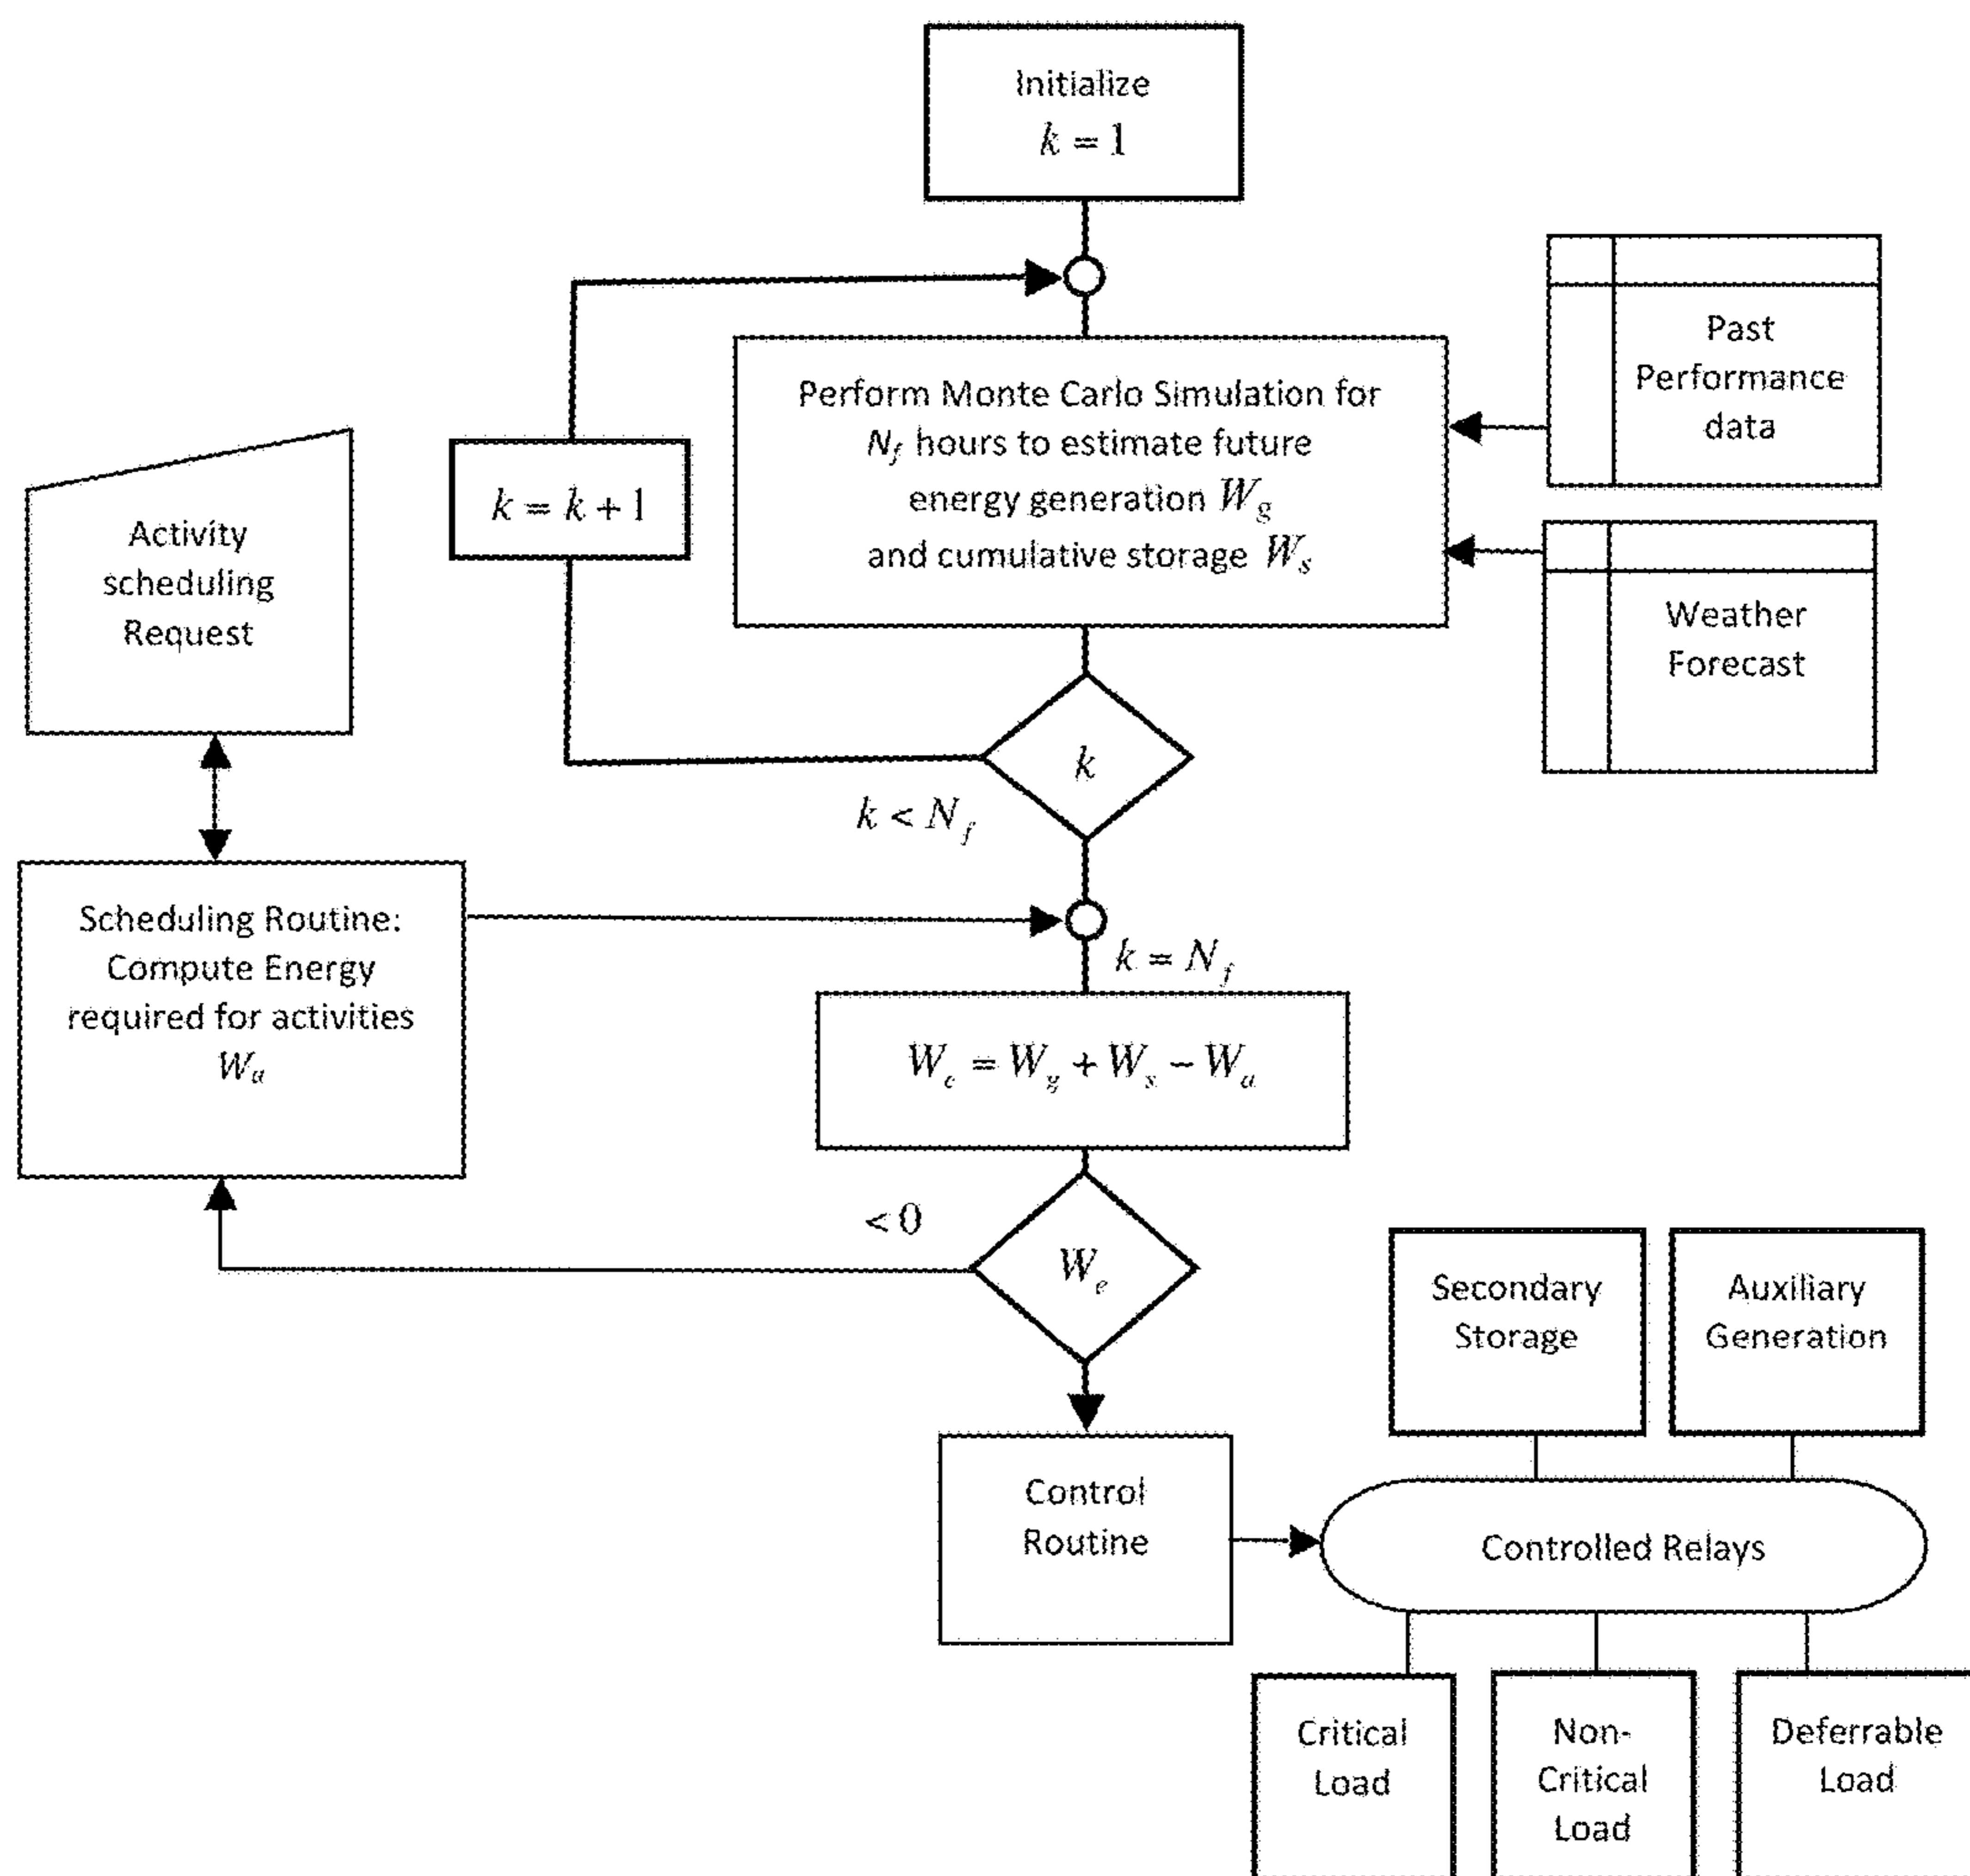 Initialize
k = 1
Past
Performance
data
Perform Monte Carlo Simulation for
N_f hours to estimate future
energy generation W_g
and cumulative storage W_s
k = k + 1
Activity
scheduling
Request
Weather
Forecast
k
k < N_f
Scheduling Routine:
Compute Energy
required for activities
W_a
k = N_f
W_e = W_g + W_s − W_a
< 0
W_e
Secondary
Storage
Auxiliary
Generation
Control
Routine
Controlled Relays
Critical
Load
Non-
Critical
Load
Deferrable
Load